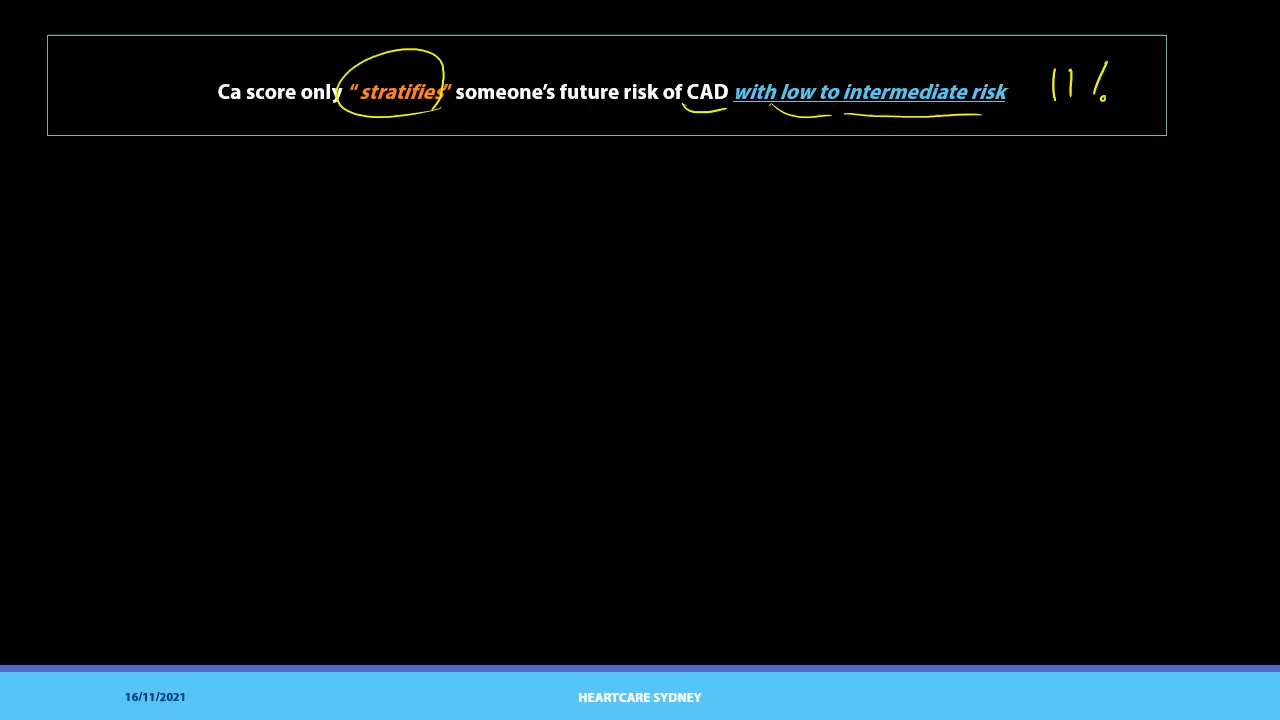 Ca score only “stratifies” someone’s future risk of CAD with low to intermediate risk
16/11/2021
HEARTCARE SYDNEY